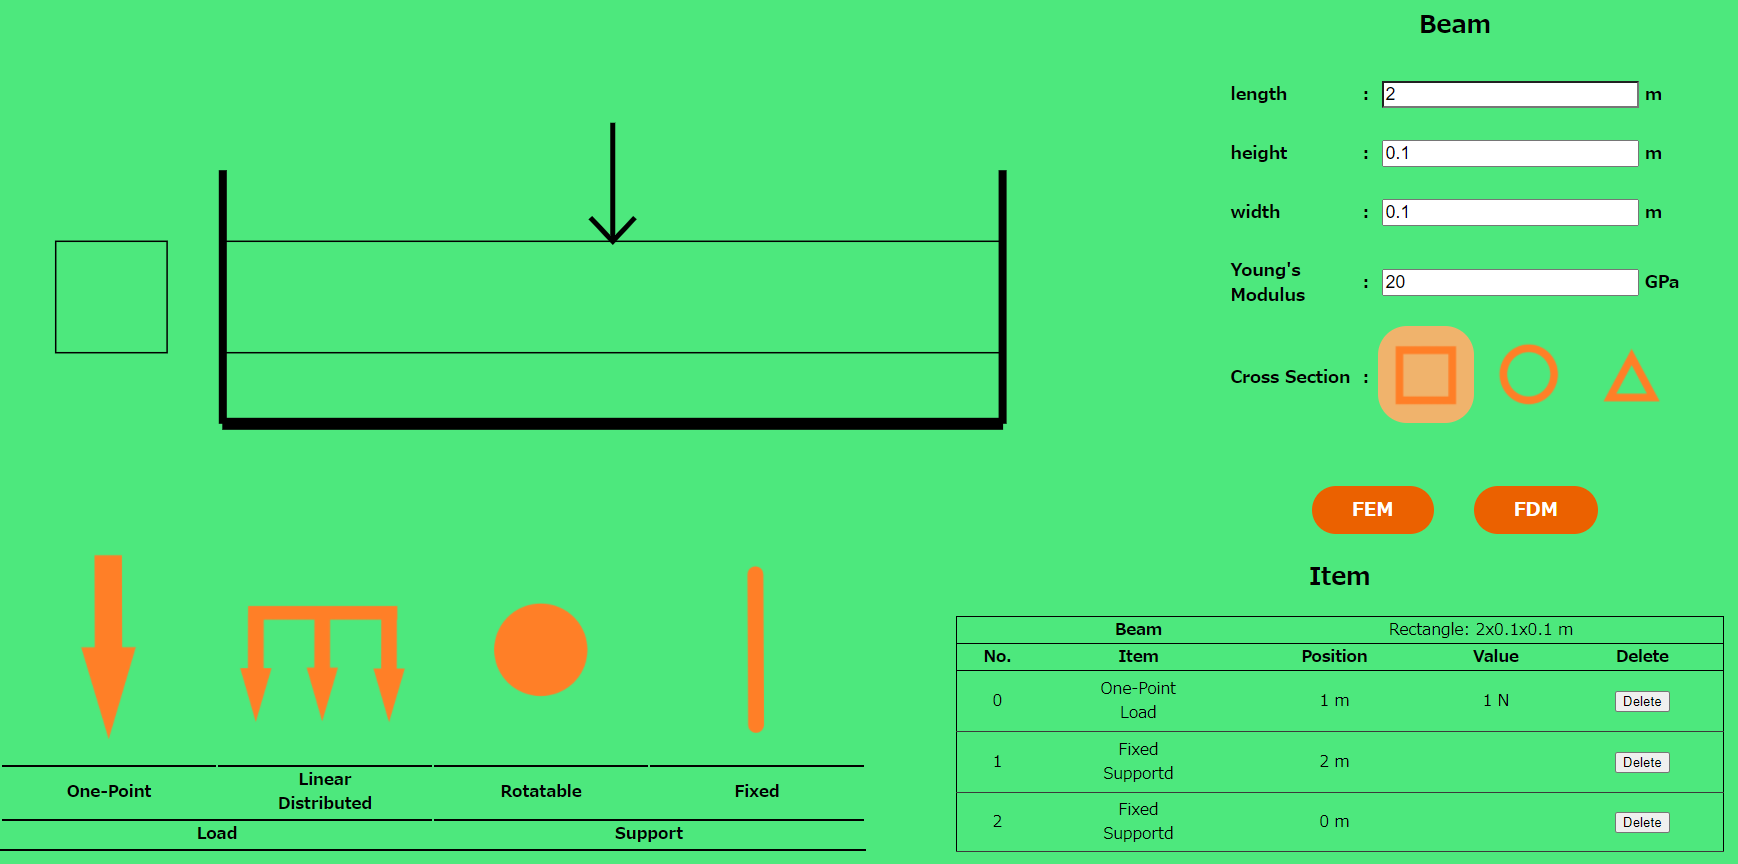 Beam
length : 2 m
height : 0.1 m
width : 0.1 m
Young's
Modulus : 20 GPa
Cross Section :
FEM FDM
Item
Beam Rectangle: 2x0.1x0.1 m
No. Item Position Value Delete
0 One-Point
Load 1 m 1 N Delete
1 Fixed
Supportd 2 m Delete
2 Fixed
Supportd 0 m Delete
One-Point Linear
Distributed Rotatable Fixed
Load Support